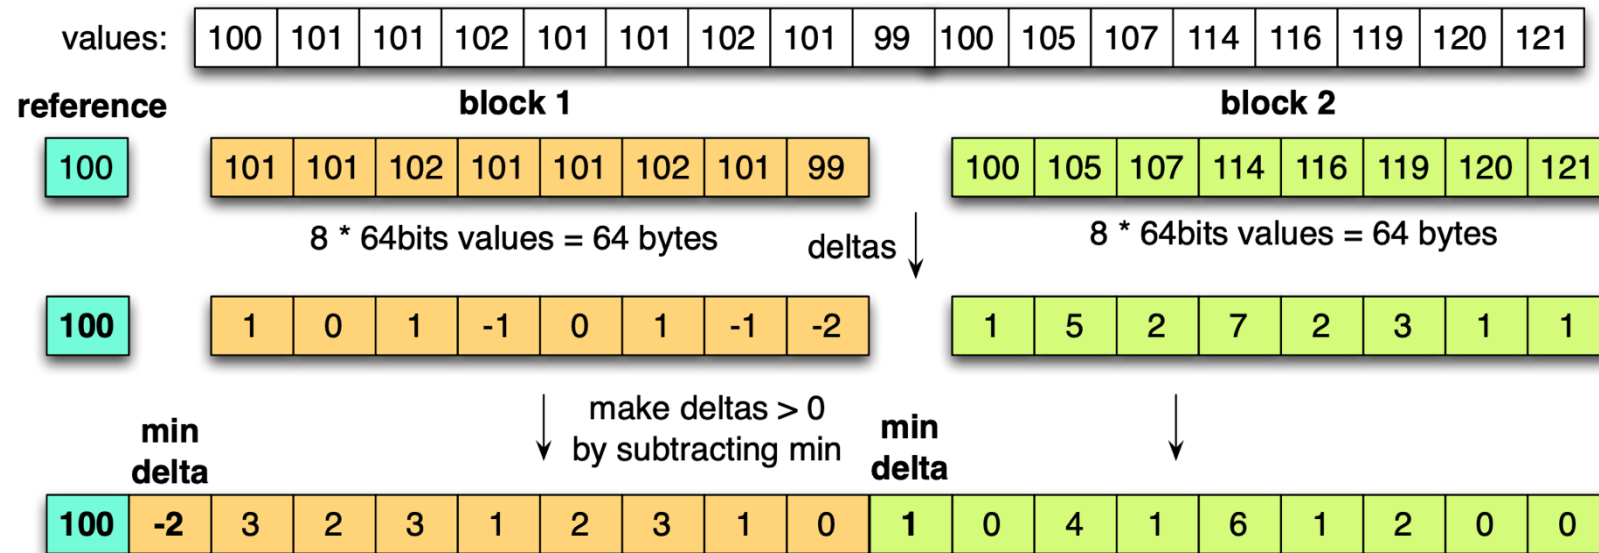 values: 100 101 101 102 101 101 102 101 99 100 105 107 114 116 119 120 121
reference block 1 block 2
100 101 101 102 101 101 102 101 99 100 105 107 114 116 119 120 121
8 * 64bits values = 64 bytes deltas 8 * 64bits values = 64 bytes
100 1 0 1 -1 0 1 -1 -2 1 5 2 7 2 3 1 1
make deltas > 0
by subtracting min
min
delta
min
delta
100 -2 3 2 3 1 2 3 1 0 1 0 4 1 6 1 2 0 0